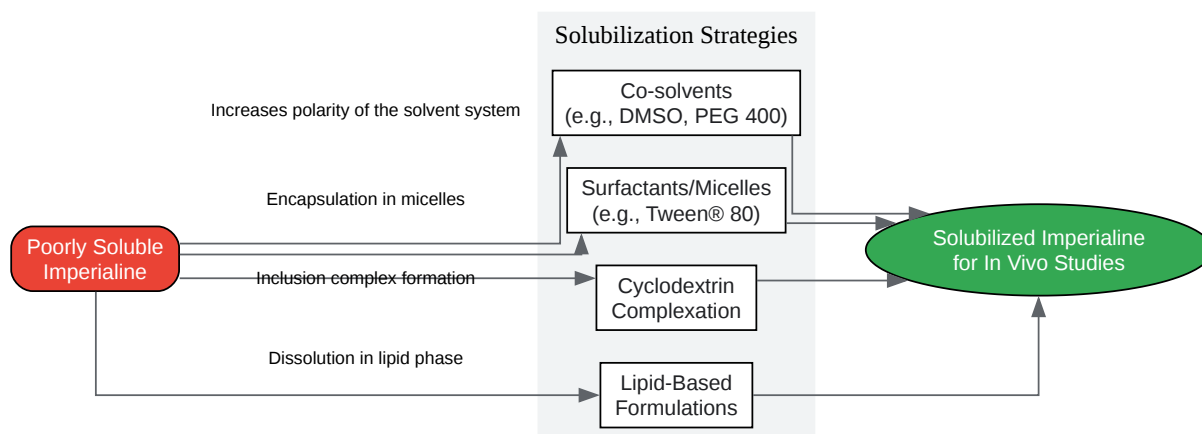 Solubilization Strategies
Increases polarity of the solvent system
Co-solvents
(e.g., DMSO, PEG 400)
Encapsulation in micelles
Surfactants/Micelles
(e.g., Tween® 80)
Poorly Soluble
Imperialine
Solubilized Imperialine
for In Vivo Studies
Inclusion complex formation
Cyclodextrin
Complexation
Dissolution in lipid phase
Lipid-Based
Formulations